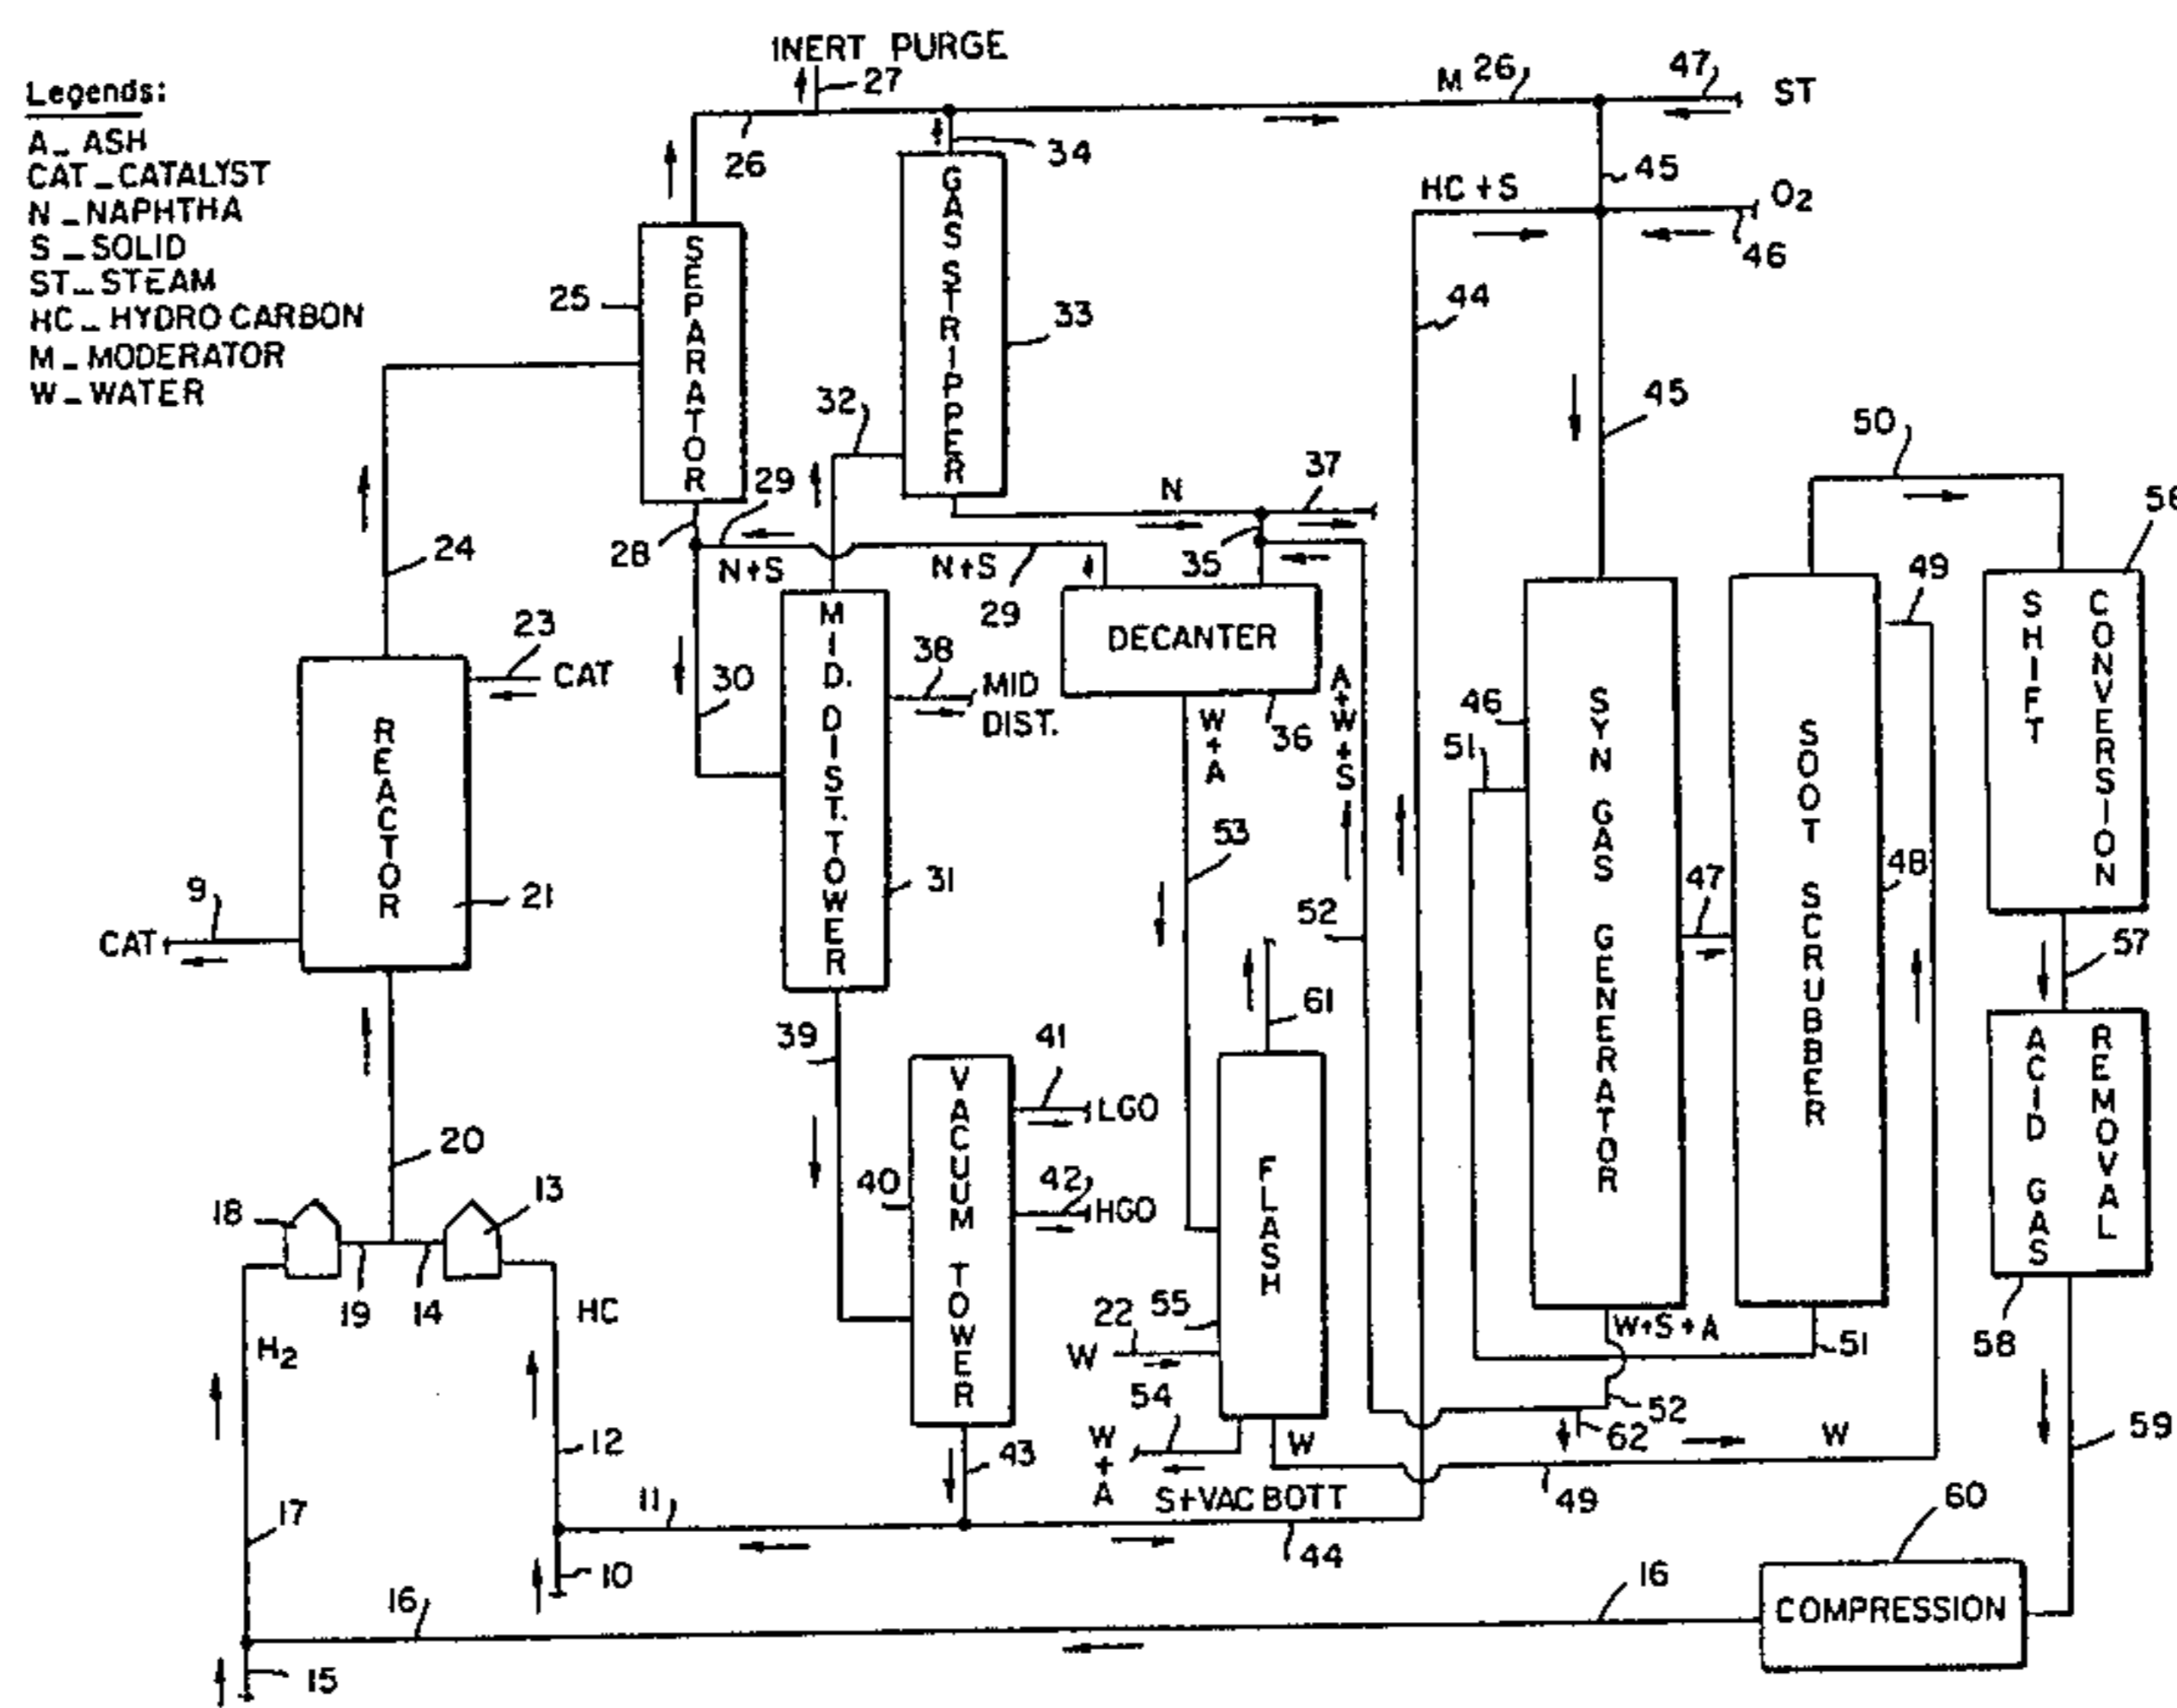 INERT PURGE
Legends:
A_ ASH
CAT_CATALYST
N_NAPHTHA
S_SOLID
ST_STEAM
HC_HYDRO CARBON
M_MODERATOR
W_WATER
27
26
M 26
47
ST
34
45
HC + S
O2
46
25
SEPARATOR
GAS STRIPPER
33
44
32
45
50
56
29
N
37
28
N+S
N+S
29
35
24
49
23
CAT
30
MID. DIST. TOWER
38
MID
DIST.
DECANTER
36
W+A
A+W+S
46
51
SYN GAS GENERATOR
SOOT SCRUBBER
SHIFT CONVERSION
REACTOR
21
9
CAT
31
53
52
47
48
57
39
61
41
LGO
40
VACUUM TOWER
42
HGO
FLASH
ACID GAS REMOVAL
20
18
13
19
14
HC
H2
55
22
W
54
W+A
W+S+A
51
58
52
62
W
W
49
59
12
43
17
11
S+VAC BOTT
44
60
10
16
16
COMPRESSION
15